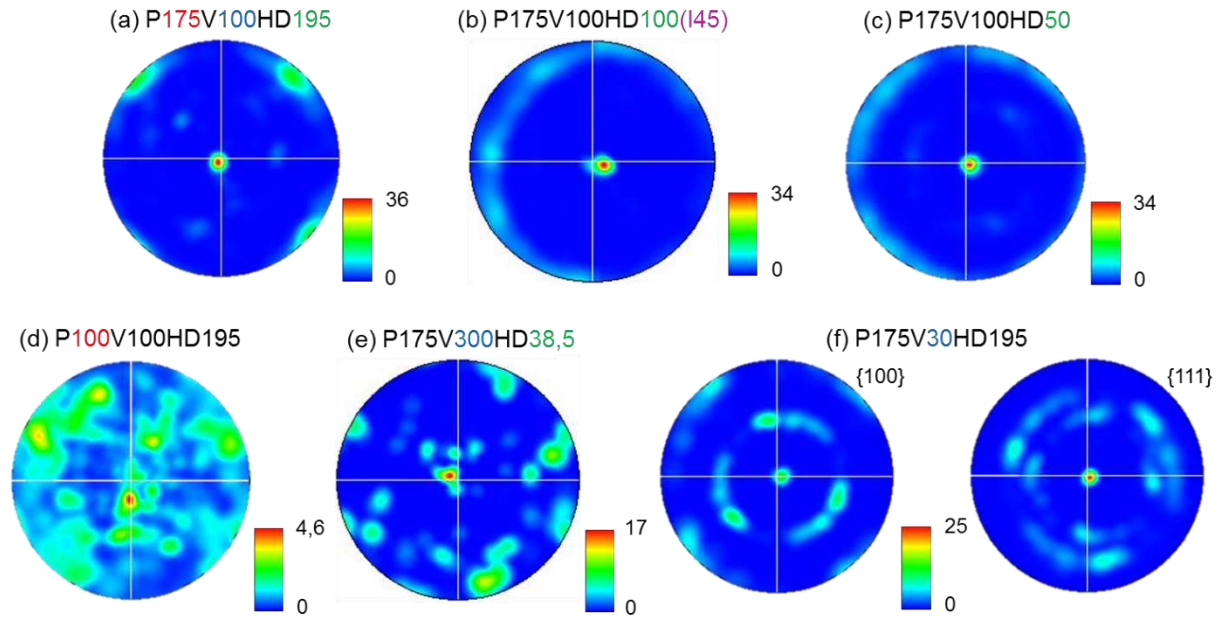 (a) P175V100HD195
(b) P175V100HD100(I45)
(c) P175V100HD50
36
0
34
0
34
0
(d) P100V100HD195
(e) P175V300HD38,5
(f) P175V30HD195
{100}
{111}
4,6
0
17
0
25
0